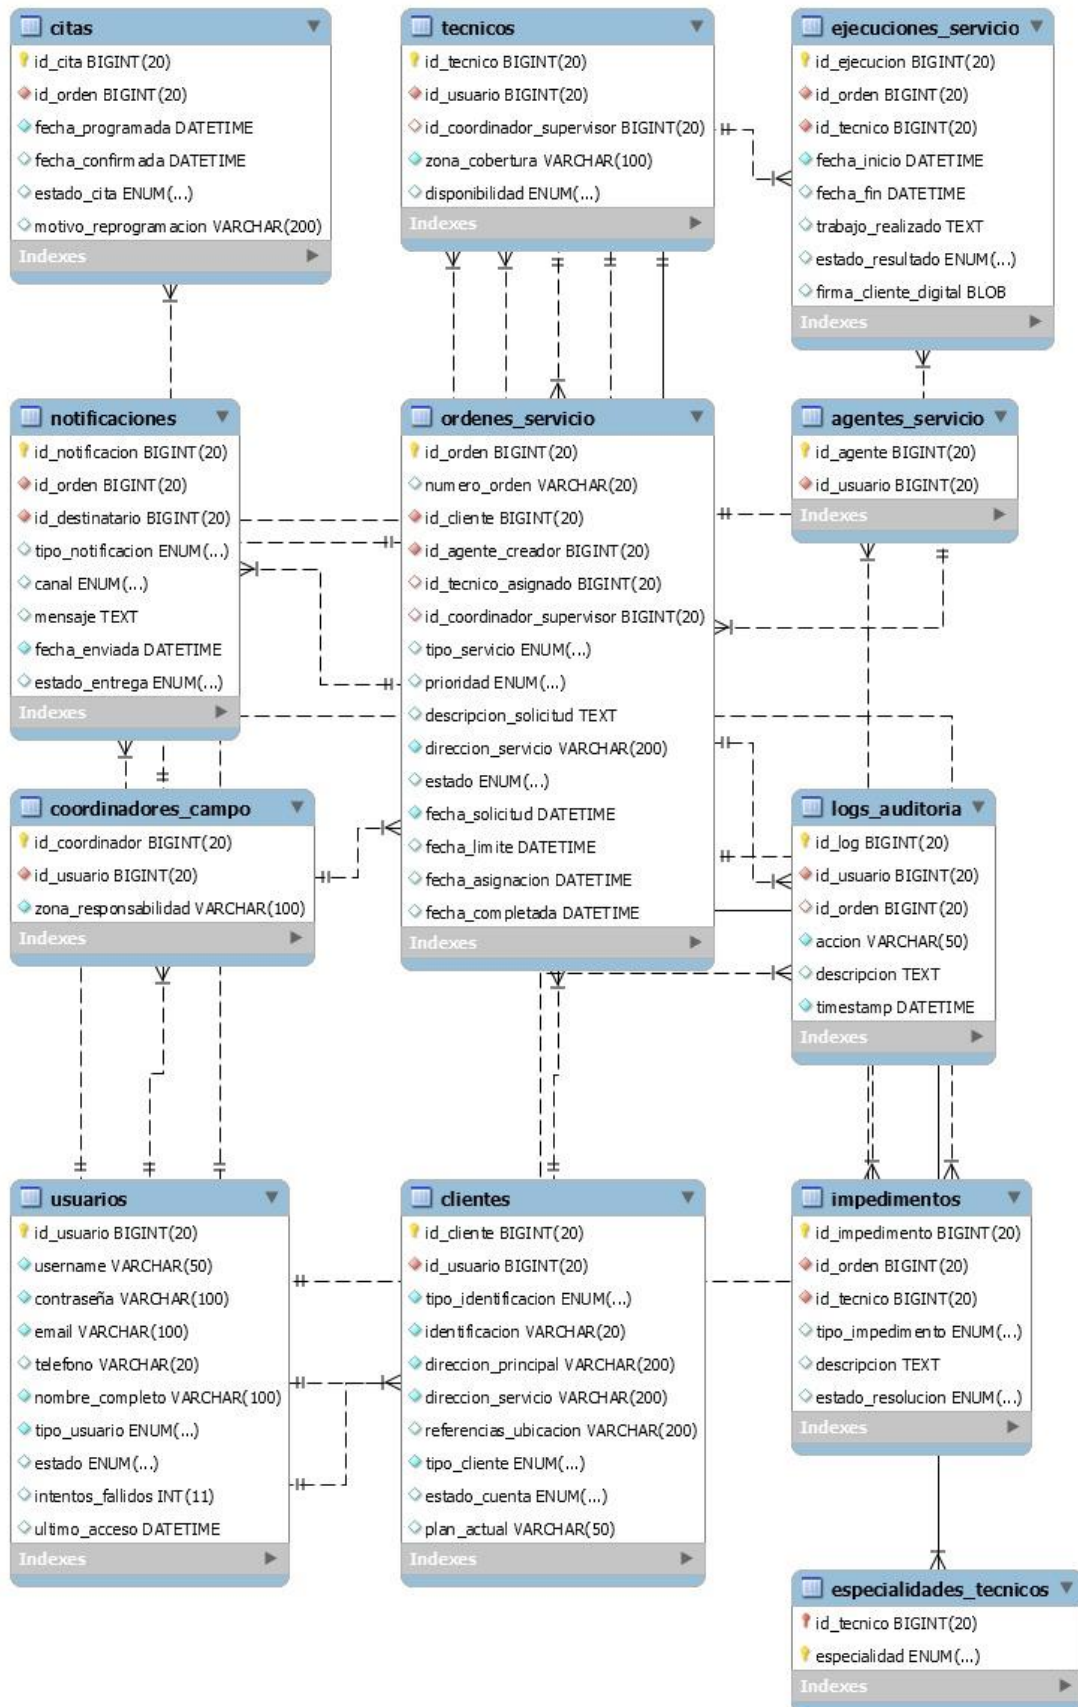 citas
id_cita BIGINT(20)
id_orden BIGINT(20)
fecha_programada DATETIME
fecha_confirmada DATETIME
estado_cita ENUM(...)
motivo_reprogramacion VARCHAR(200)
Indexes
tecnicos
id_tecnico BIGINT(20)
id_usuario BIGINT(20)
id_coordinador_supervisor BIGINT(20)
zona_cobertura VARCHAR(100)
disponibilidad ENUM(...)
Indexes
ejecuciones_servicio
id_ejecucion BIGINT(20)
id_orden BIGINT(20)
id_tecnico BIGINT(20)
fecha_inicio DATETIME
fecha_fin DATETIME
trabajo_realizado TEXT
estado_resultado ENUM(...)
firma_cliente_digital BLOB
Indexes
notificaciones
id_notificacion BIGINT(20)
id_orden BIGINT(20)
id_destinatario BIGINT(20)
tipo_notificacion ENUM(...)
canal ENUM(...)
mensaje TEXT
fecha_enviada DATETIME
estado_entrega ENUM(...)
Indexes
ordenes_servicio
id_orden BIGINT(20)
numero_orden VARCHAR(20)
id_cliente BIGINT(20)
id_agente_creador BIGINT(20)
id_tecnico_asignado BIGINT(20)
id_coordinador_supervisor BIGINT(20)
tipo_servicio ENUM(...)
prioridad ENUM(...)
descripcion_solicitud TEXT
direccion_servicio VARCHAR(200)
estado ENUM(...)
fecha_solicitud DATETIME
fecha_limite DATETIME
fecha_asignacion DATETIME
fecha_completada DATETIME
Indexes
agentes_servicio
id_agente BIGINT(20)
id_usuario BIGINT(20)
Indexes
coordinadores_campo
id_coordinador BIGINT(20)
id_usuario BIGINT(20)
zona_responsabilidad VARCHAR(100)
Indexes
logs_auditoria
id_log BIGINT(20)
id_usuario BIGINT(20)
id_orden BIGINT(20)
accion VARCHAR(50)
descripcion TEXT
timestamp DATETIME
Indexes
usuarios
id_usuario BIGINT(20)
username VARCHAR(50)
contraseña VARCHAR(100)
email VARCHAR(100)
telefono VARCHAR(20)
nombre_completo VARCHAR(100)
tipo_usuario ENUM(...)
estado ENUM(...)
intentos_fallidos INT(11)
ultimo_acceso DATETIME
Indexes
clientes
id_cliente BIGINT(20)
id_usuario BIGINT(20)
tipo_identificacion ENUM(...)
identificacion VARCHAR(20)
direccion_principal VARCHAR(200)
direccion_servicio VARCHAR(200)
referencias_ubicacion VARCHAR(200)
tipo_cliente ENUM(...)
estado_cuenta ENUM(...)
plan_actual VARCHAR(50)
Indexes
impedimentos
id_impedimento BIGINT(20)
id_orden BIGINT(20)
id_tecnico BIGINT(20)
tipo_impedimento ENUM(...)
descripcion TEXT
estado_resolucion ENUM(...)
Indexes
especialidades_tecnicos
id_tecnico BIGINT(20)
especialidad ENUM(...)
Indexes